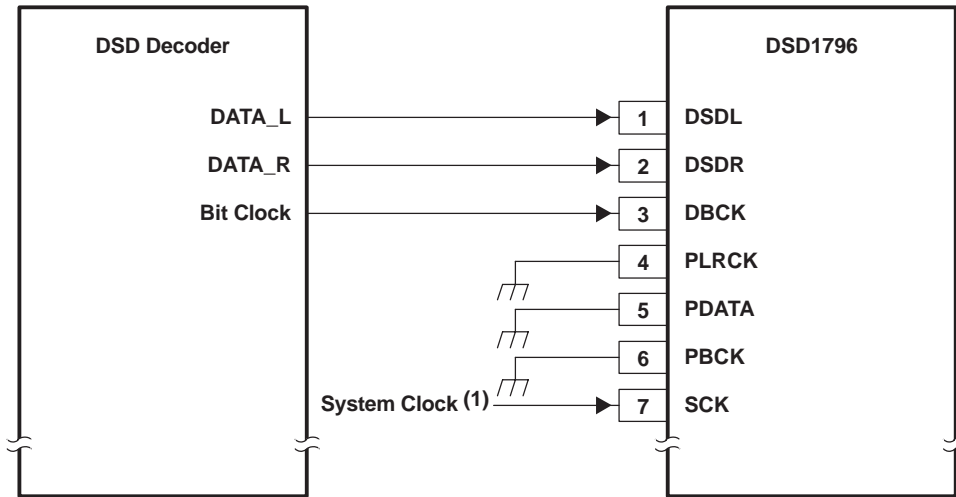 DSD Decoder
DSD1796
DATA_L
1
DSDL
DATA_R
2
DSDR
Bit Clock
3
DBCK
4
PLRCK
5
PDATA
6
PBCK
System Clock (1)
7
SCK